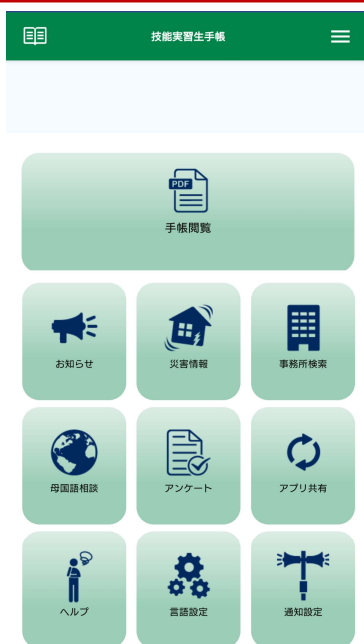 技能実習生手帳
PDF
手帳閲覧
お知らせ
災害情報
事務所検索
母国語相談
アンケート
アプリ共有
ヘルプ
言語設定
通知設定